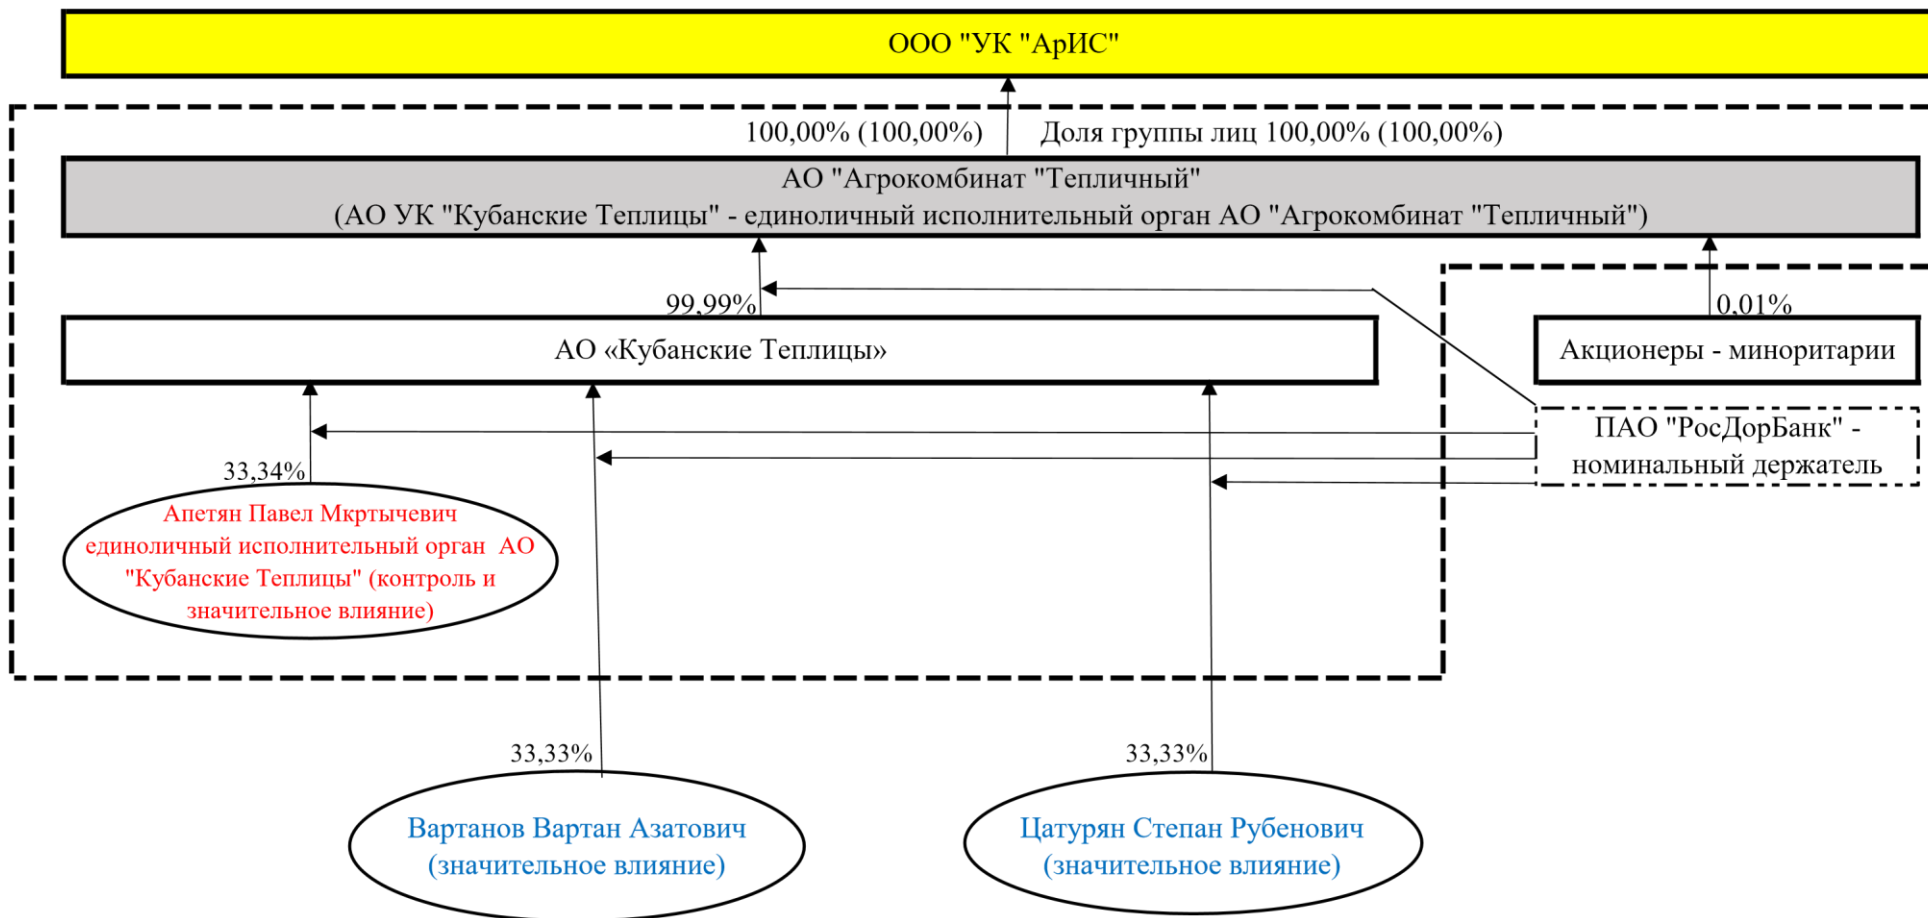 ООО "УК "АрИС"
100,00% (100,00%)
Доля группы лиц 100,00% (100,00%)
АО "Агрокомбинат "Тепличный"
(АО УК "Кубанские Теплицы" - единоличный исполнительный орган АО "Агрокомбинат "Тепличный")
99,99%
0,01%
АО «Кубанские Теплицы»
Акционеры - миноритарии
ПАО "РосДорБанк" -
номинальный держатель
33,34%
Апетян Павел Мкртычевич
единоличный исполнительный орган АО
"Кубанские Теплицы" (контроль и
значительное влияние)
33,33%
33,33%
Вартанов Вартан Азатович
(значительное влияние)
Цатурян Степан Рубенович
(значительное влияние)